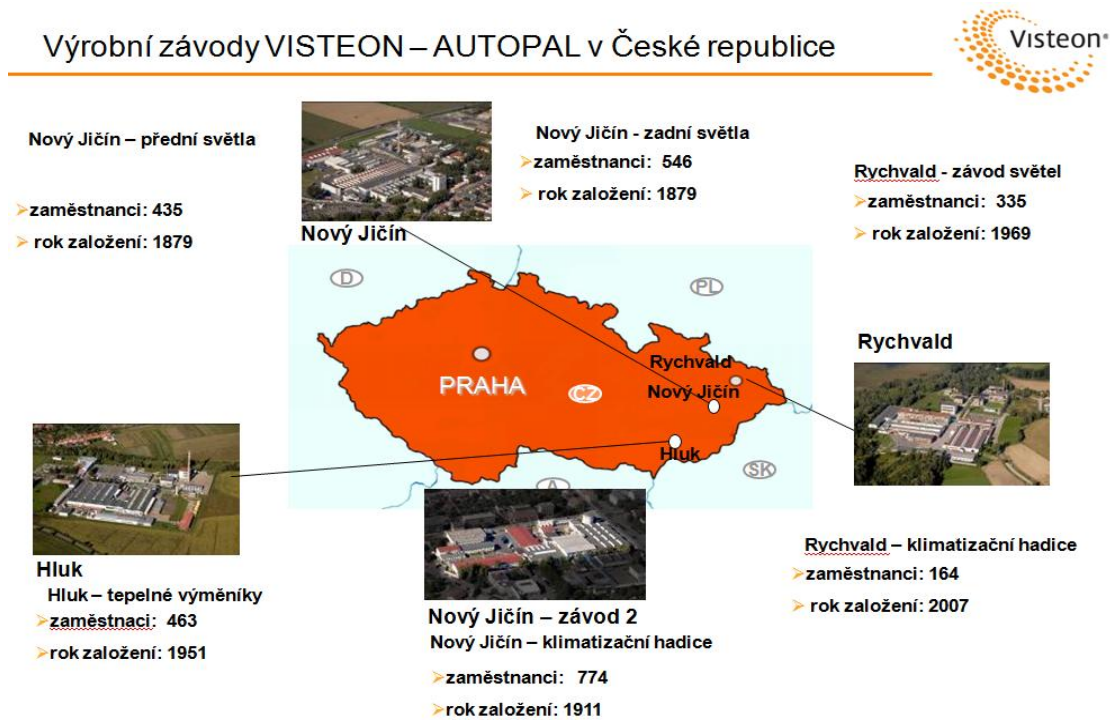 Výrobní závody VISTEON – AUTOPAL v České republice
Visteon®
Nový Jičín – přední světla
zaměstnanci: 435
rok založení: 1879
Nový Jičín
Nový Jičín - zadní světla
zaměstnanci: 546
rok založení: 1879
Rychvald - závod světel
zaměstnanci: 335
rok založení: 1969
D
PL
Rychvald
PRAHA
CZ
Rychvald
Nový Jičín
Hluk
SK
A
Hluk
Hluk – tepelné výměníky
zaměstnaci: 463
rok založení: 1951
Nový Jičín – závod 2
Nový Jičín – klimatizační hadice
zaměstnanci: 774
rok založení: 1911
Rychvald – klimatizační hadice
zaměstnanci: 164
rok založení: 2007